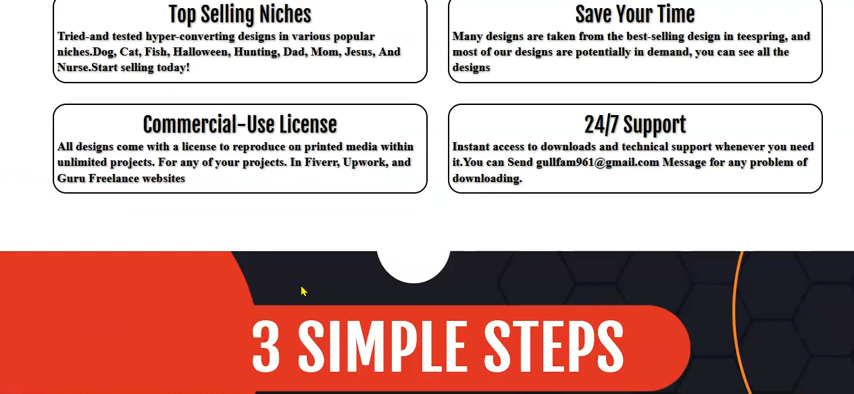 Top Selling Niches
Tried-and tested hyper-converting designs in various popular
niches.Dog, Cat, Fish, Halloween, Hunting, Dad, Mom, Jesus, And
Nurse.Start selling today!
Save Your Time
Many designs are taken from the best-selling design in teespring, and
most of our designs are potentially in demand, you can see all the
designs
Commercial-Use License
All designs come with a license to reproduce on printed media within
unlimited projects. For any of your projects. In Fiverr, Upwork, and
Guru Freelance websites
24/7 Support
Instant access to downloads and technical support whenever you need
it.You can Send gullfam961@gmail.com Message for any problem of
downloading.
3 SIMPLE STEPS